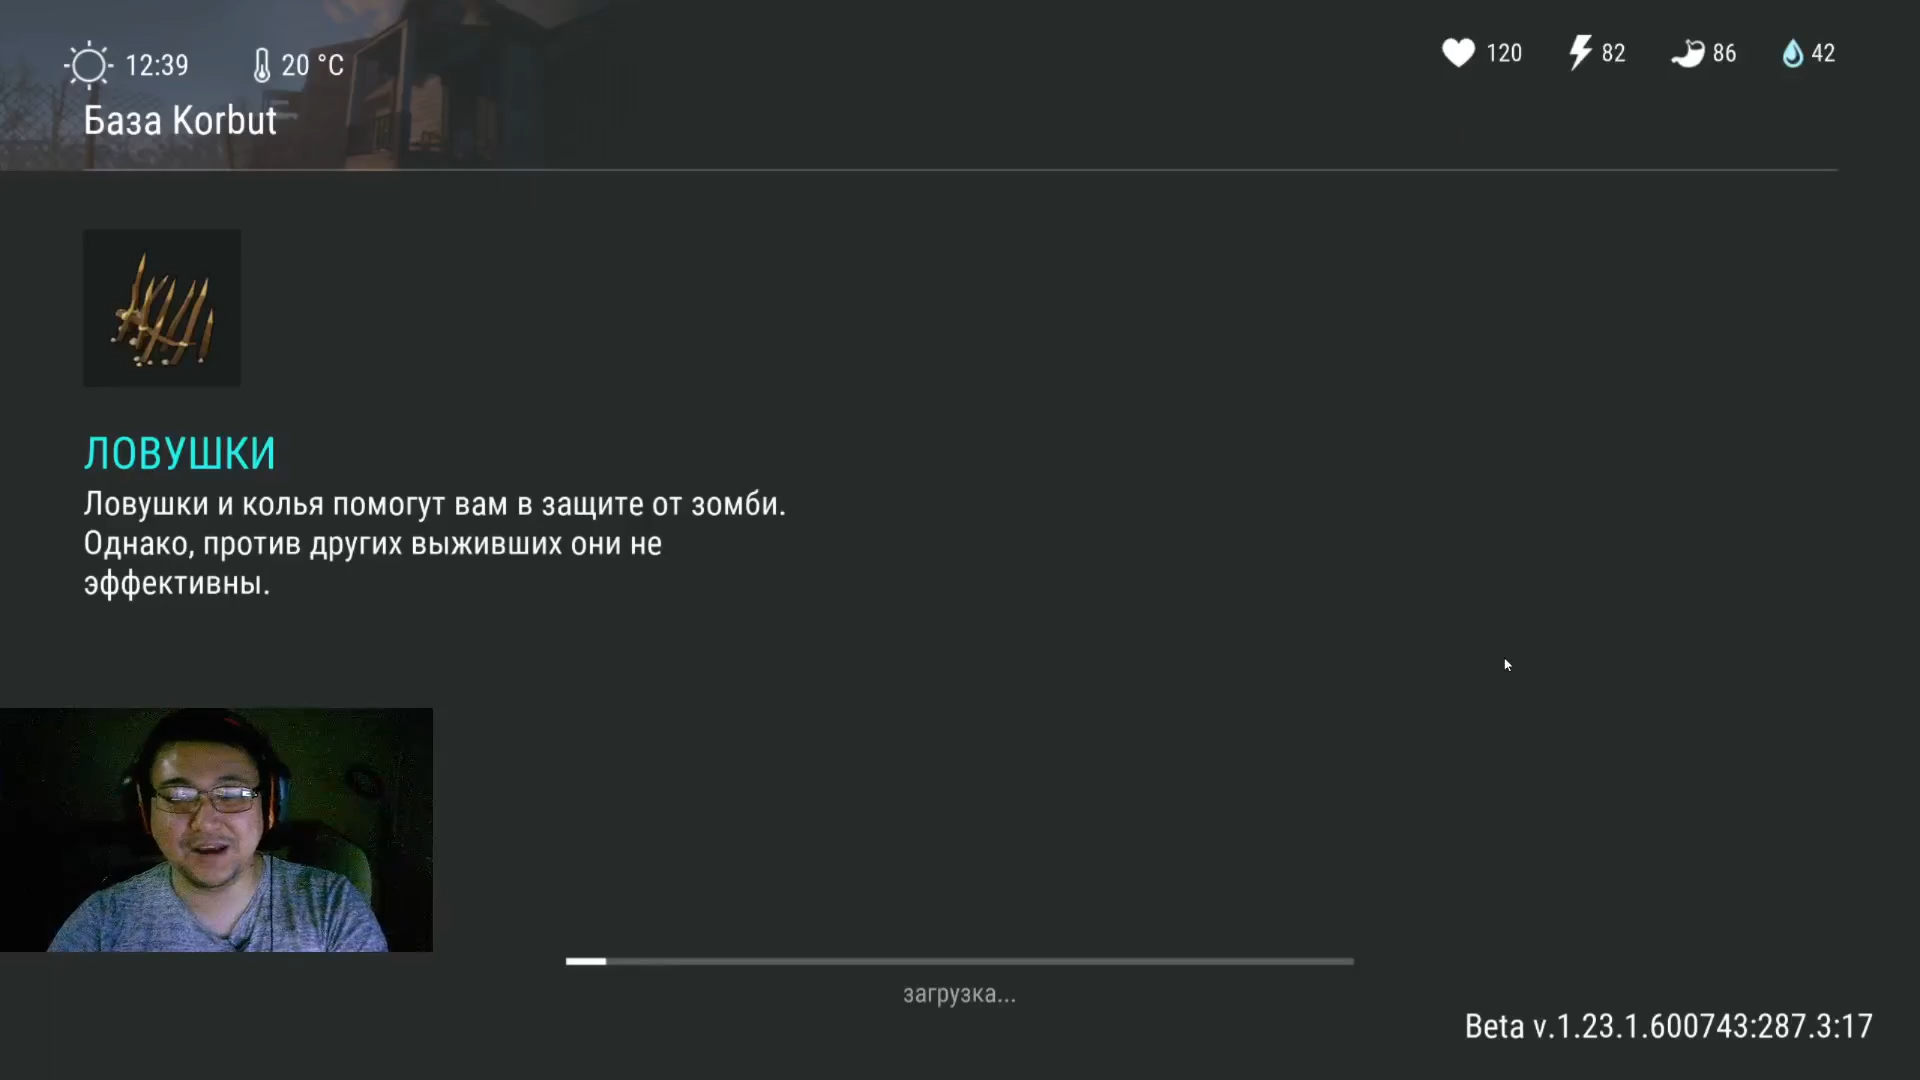 12:39 20 °C 120 82 86 42
База Korbut
ЛОВУШКИ
Ловушки и колья помогут вам в защите от зомби.
Однако, против других выживших они не
эффективны.
загрузка...
Beta v.1.23.1.600743:287.3:17